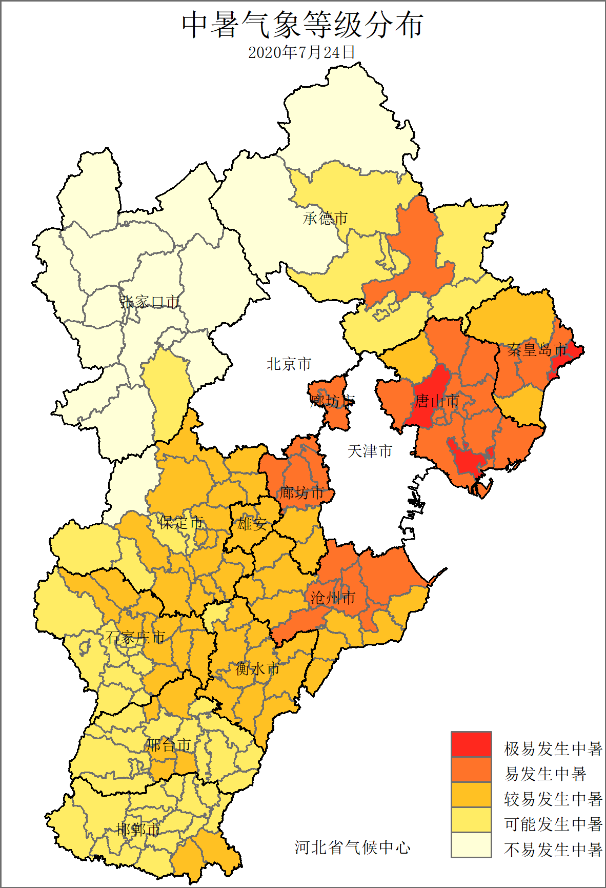 中暑气象等级分布
2020年7月24日
承德市
张家口市
秦皇岛市
北京市
廊坊市
唐山市
天津市
廊坊市
保定市
雄安
沧州市
石家庄市
衡水市
邢台市
邯郸市
极易发生中暑
易发生中暑
较易发生中暑
可能发生中暑
不易发生中暑
河北省气候中心